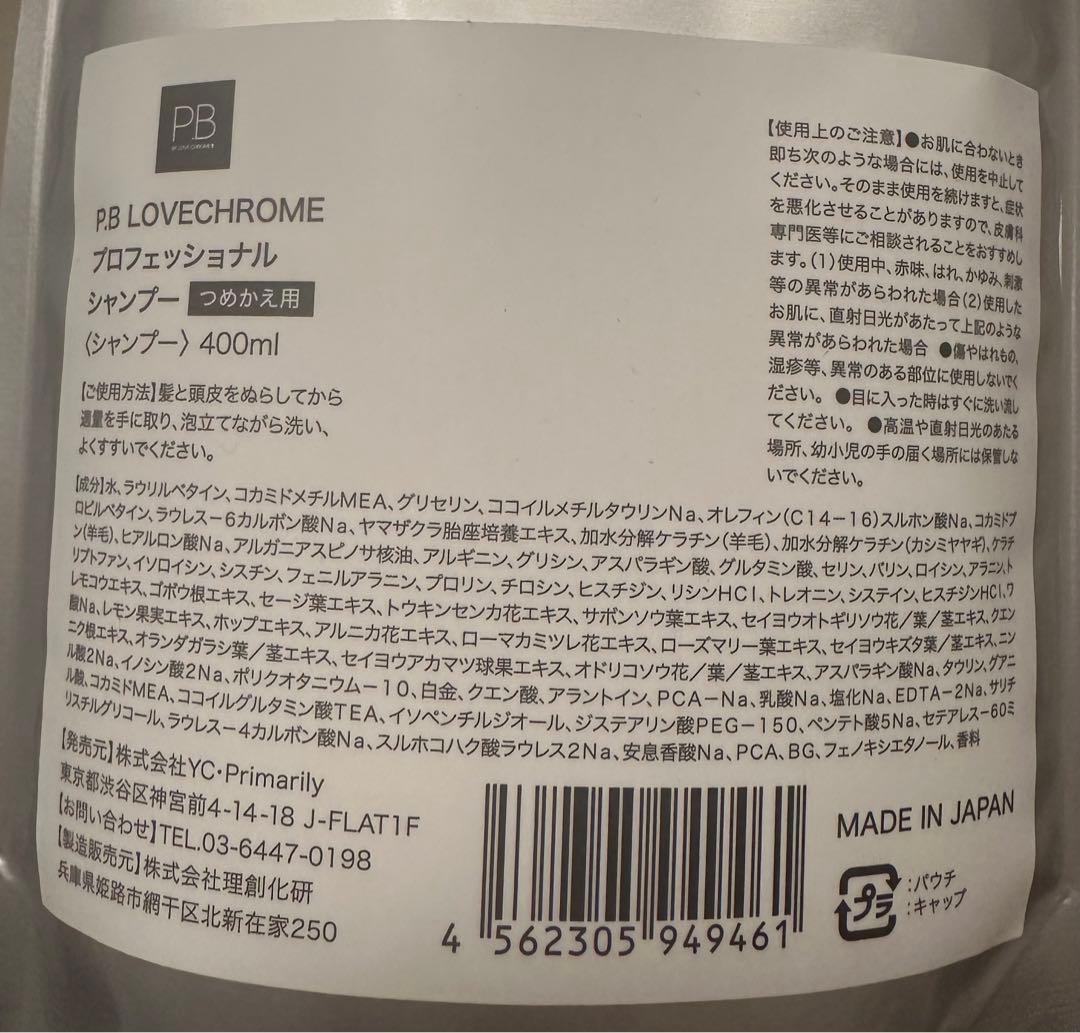 P.B
P.B LOVECHROME
プロフェッショナル
シャンプー つめかえ用
〈シャンプー〉400ml
【ご使用方法】髪と頭皮をぬらしてから
適量を手に取り、泡立てながら洗い、
よくすすいでください。
【使用上のご注意】●お肌に合わないとき
即ち次のような場合には、使用を中止して
ください。そのまま使用を続けますと、症状
を悪化させることがありますので、皮膚科
専門医等にご相談されることをおすすめし
ます。(1)使用中、赤味、はれ、かゆみ、刺激
等の異常があらわれた場合(2)使用した
お肌に、直射日光があたって上記のような
異常があらわれた場合 ●傷やはれもの、
湿疹等、異常のある部位に使用しないでく
ださい。 ●目に入った時はすぐに洗い流し
てください。 ●高温や直射日光のあたる
場所、幼小児の手の届く場所には保管しな
いでください。
【成分】水、ラウリルベタイン、コカミドメチルMEA、グリセリン、ココイルメチルタウリンNa、オレフィン(C14-16)スルホン酸Na、コカミドプ
ロピルベタイン、ラウレス-6カルボン酸Na、ヤマザクラ胎座培養エキス、加水分解ケラチン(羊毛)、加水分解ケラチン(カシミヤヤギ)、ケラチ
ン(羊毛)、ヒアルロン酸Na、アルガニアスピノサ核油、アルギニン、グリシン、アスパラギン酸、グルタミン酸、セリン、バリン、ロイシン、アラニン、ト
リプトファン、イソロイシン、シスチン、フェニルアラニン、プロリン、チロシン、ヒスチジン、リシンHCl、トレオニン、システイン、ヒスチジンHCl、ワ
レモコウエキス、ゴボウ根エキス、セージ葉エキス、トウキンセンカ花エキス、サボンソウ葉エキス、セイヨウオトギリソウ花/葉/茎エキス、クエン
酸Na、レモン果実エキス、ホップエキス、アルニカ花エキス、ローマカミツレ花エキス、ローズマリー葉エキス、セイヨウキズタ葉/茎エキス、ニン
ニク根エキス、オランダガラシ葉/茎エキス、セイヨウアカマツ球果エキス、オドリコソウ花/葉/茎エキス、アスパラギン酸Na、タウリン、グアニ
ル酸2Na、イノシン酸2Na、ポリクオタニウム-10、白金、クエン酸、アラントイン、PCA-Na、乳酸Na、塩化Na、EDTA-2Na、サリチ
ル酸、コカミドMEA、ココイルグルタミン酸TEA、イソペンチルジオール、ジステアリン酸PEG-150、ペンテト酸5Na、セテアレス-60ミ
リスチルグリコール、ラウレス-4カルボン酸Na、スルホコハク酸ラウレス2Na、安息香酸Na、PCA、BG、フェノキシエタノール、香料
【発売元】株式会社YC・Primarily
東京都渋谷区神宮前4-14-18 J-FLAT1F
【お問い合わせ】TEL.03-6447-0198
【製造販売元】株式会社理創化研
兵庫県姫路市網干区北新在家250
4 562305 949461
MADE IN JAPAN
プラ
:パウチ
:キャップ